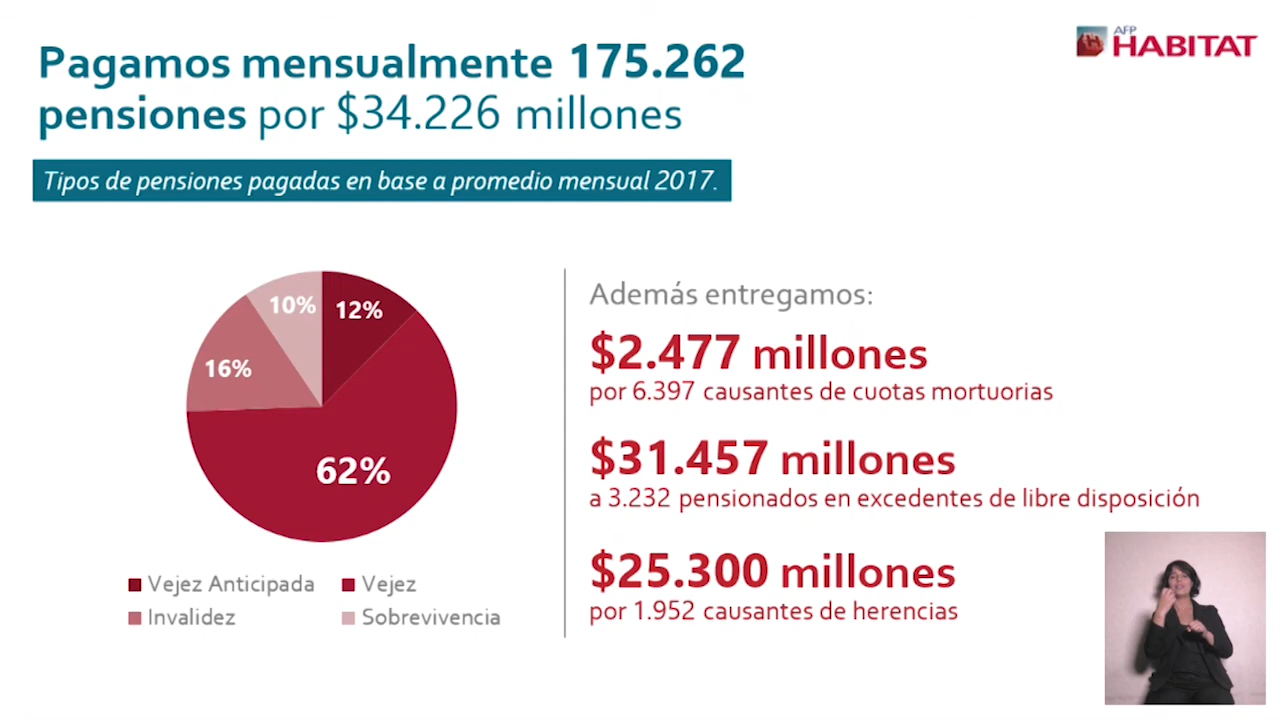 Pagamos mensualmente 175.262
pensiones por $34.226 millones
AFP
HABITAT
Tipos de pensiones pagadas en base a promedio mensual 2017.
10%
12%
16%
62%
Vejez Anticipada
Vejez
Invalidez
Sobrevivencia
Además entregamos:
$2.477 millones
por 6.397 causantes de cuotas mortuorias
$31.457 millones
a 3.232 pensionados en excedentes de libre disposición
$25.300 millones
por 1.952 causantes de herencias